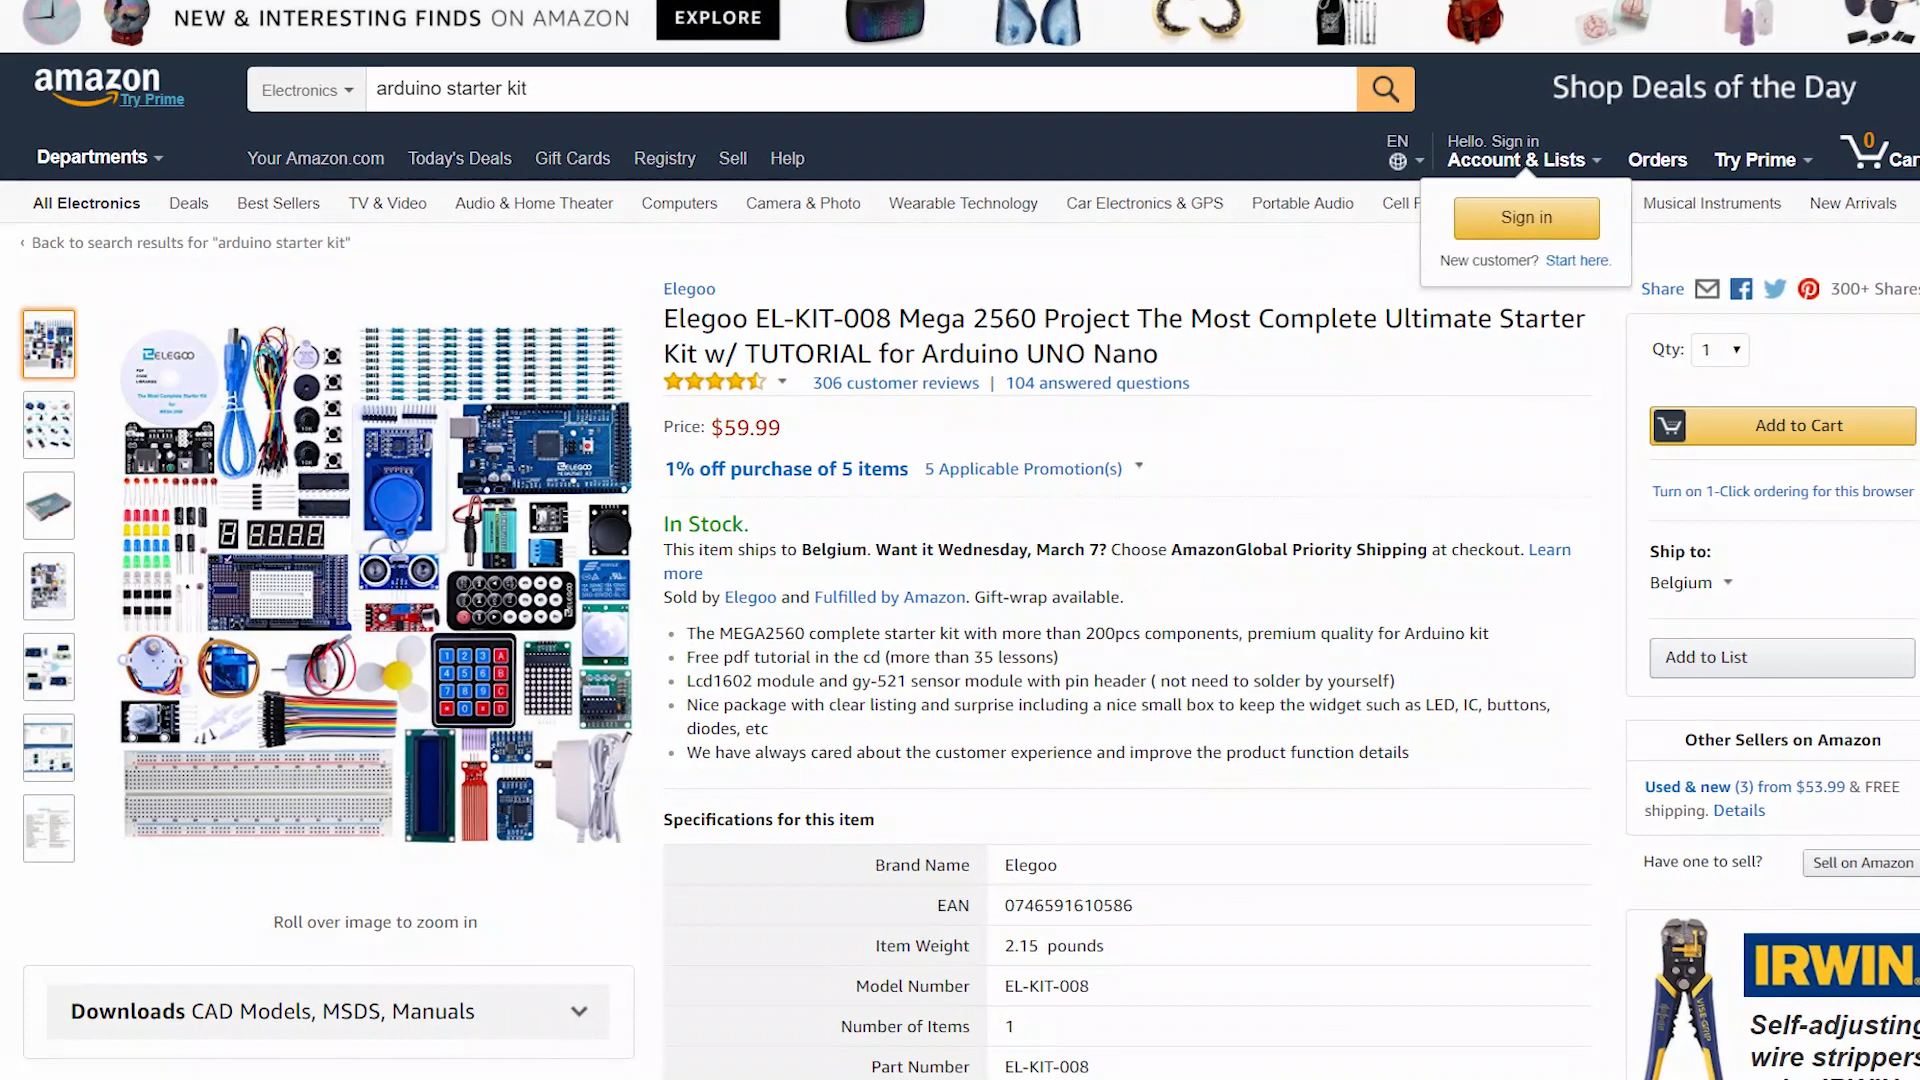 NEW & INTERESTING FINDS ON AMAZON EXPLORE
amazon
Try Prime
Electronics
arduino starter kit
Shop Deals of the Day
Departments
Your Amazon.com Today's Deals Gift Cards Registry Sell Help
EN
Hello. Sign in
Account & Lists
Orders
Try Prime
0
Car
All Electronics Deals Best Sellers TV & Video Audio & Home Theater Computers Camera & Photo Wearable Technology Car Electronics & GPS Portable Audio Cell F Musical Instruments New Arrivals
Sign in
New customer? Start here.
‹ Back to search results for "arduino starter kit"
Elegoo
Elegoo EL-KIT-008 Mega 2560 Project The Most Complete Ultimate Starter
Kit w/ TUTORIAL for Arduino UNO Nano
306 customer reviews | 104 answered questions
Price: $59.99
1% off purchase of 5 items 5 Applicable Promotion(s)
In Stock.
This item ships to Belgium. Want it Wednesday, March 7? Choose AmazonGlobal Priority Shipping at checkout. Learn
more
Sold by Elegoo and Fulfilled by Amazon. Gift-wrap available.
• The MEGA2560 complete starter kit with more than 200pcs components, premium quality for Arduino kit
• Free pdf tutorial in the cd (more than 35 lessons)
• Lcd1602 module and gy-521 sensor module with pin header ( not need to solder by yourself)
• Nice package with clear listing and surprise including a nice small box to keep the widget such as LED, IC, buttons,
diodes, etc
• We have always cared about the customer experience and improve the product function details
Specifications for this item
Brand Name Elegoo
EAN 0746591610586
Item Weight 2.15 pounds
Model Number EL-KIT-008
Number of Items 1
Part Number EL-KIT-008
ELEGOO
1 2 3 A
4 5 6 B
7 8 9 C
* 0 # D
Roll over image to zoom in
Downloads CAD Models, MSDS, Manuals
Share 300+ Shares
Qty: 1
Add to Cart
Turn on 1-Click ordering for this browser
Ship to:
Belgium
Add to List
Other Sellers on Amazon
Used & new (3) from $53.99 & FREE
shipping. Details
Have one to sell?
Sell on Amazon
IRWIN
VISE-GRIP
Self-adjusting
wire strippers